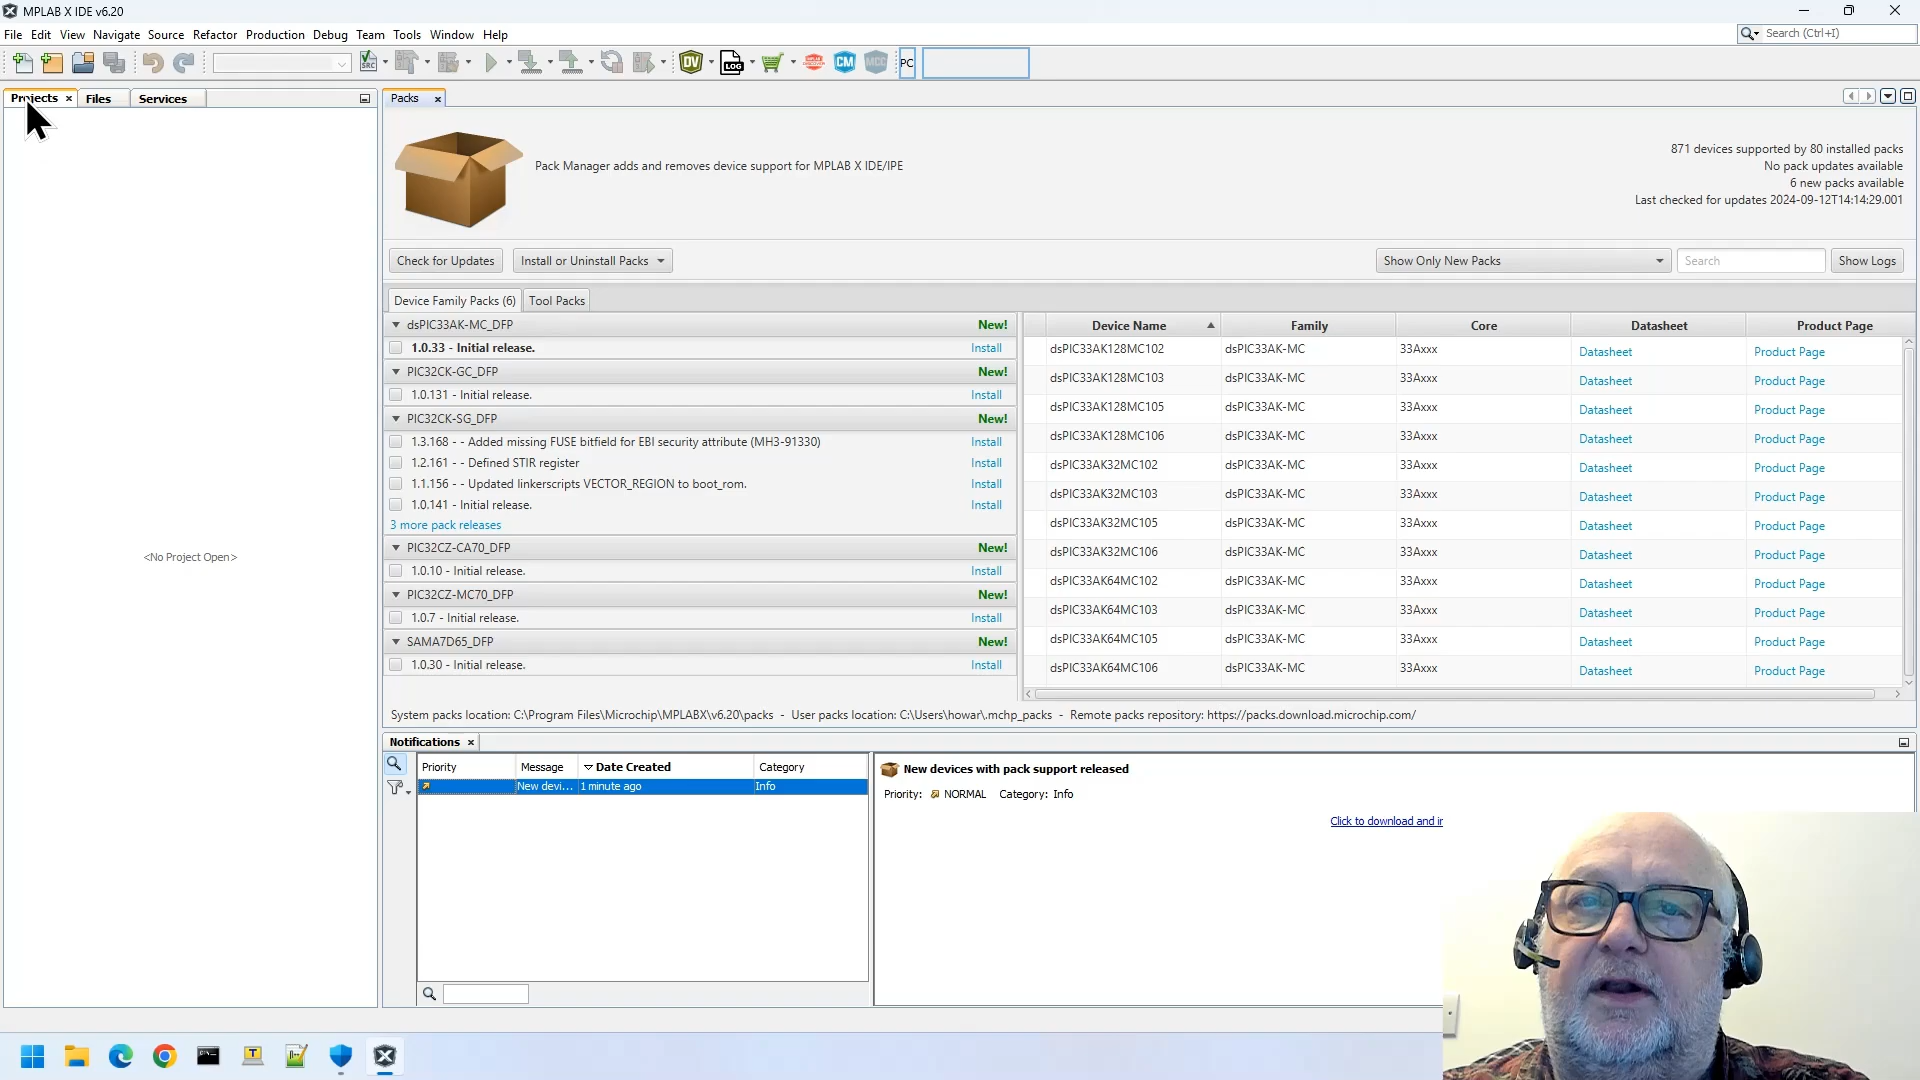 MPLAB X IDE v6.20
File Edit View Navigate Source Refactor Production Debug Team Tools Window Help
Search (Ctrl+I)
SRC DV LOG CM MCC PC
Projects × Files Services
Packs ×
Pack Manager adds and removes device support for MPLAB X IDE/IPE
871 devices supported by 80 installed packs
No pack updates available
6 new packs available
Last checked for updates 2024-09-12T14:14:29.001
Check for Updates Install or Uninstall Packs Show Only New Packs Search Show Logs
Device Family Packs (6) Tool Packs
dsPIC33AK-MC_DFP New!
1.0.33 - Initial release. Install
PIC32CK-GC_DFP New!
1.0.131 - Initial release. Install
PIC32CK-SG_DFP New!
1.3.168 - - Added missing FUSE bitfield for EBI security attribute (MH3-91330) Install
1.2.161 - - Defined STIR register Install
1.1.156 - - Updated linkerscripts VECTOR_REGION to boot_rom. Install
1.0.141 - Initial release. Install
3 more pack releases
PIC32CZ-CA70_DFP New!
1.0.10 - Initial release. Install
PIC32CZ-MC70_DFP New!
1.0.7 - Initial release. Install
SAMA7D65_DFP New!
1.0.30 - Initial release. Install
Device Name Family Core Datasheet Product Page
dsPIC33AK128MC102 dsPIC33AK-MC 33Axxx Datasheet Product Page
dsPIC33AK128MC103 dsPIC33AK-MC 33Axxx Datasheet Product Page
dsPIC33AK128MC105 dsPIC33AK-MC 33Axxx Datasheet Product Page
dsPIC33AK128MC106 dsPIC33AK-MC 33Axxx Datasheet Product Page
dsPIC33AK32MC102 dsPIC33AK-MC 33Axxx Datasheet Product Page
dsPIC33AK32MC103 dsPIC33AK-MC 33Axxx Datasheet Product Page
dsPIC33AK32MC105 dsPIC33AK-MC 33Axxx Datasheet Product Page
dsPIC33AK32MC106 dsPIC33AK-MC 33Axxx Datasheet Product Page
dsPIC33AK64MC102 dsPIC33AK-MC 33Axxx Datasheet Product Page
dsPIC33AK64MC103 dsPIC33AK-MC 33Axxx Datasheet Product Page
dsPIC33AK64MC105 dsPIC33AK-MC 33Axxx Datasheet Product Page
dsPIC33AK64MC106 dsPIC33AK-MC 33Axxx Datasheet Product Page
<No Project Open>
System packs location: C:\Program Files\Microchip\MPLABX\v6.20\packs - User packs location: C:\Users\howar\.mchp_packs - Remote packs repository: https://packs.download.microchip.com/
Notifications ×
Priority Message Date Created Category
New devi... 1 minute ago Info
New devices with pack support released
Priority: NORMAL Category: Info
Click to download and ir